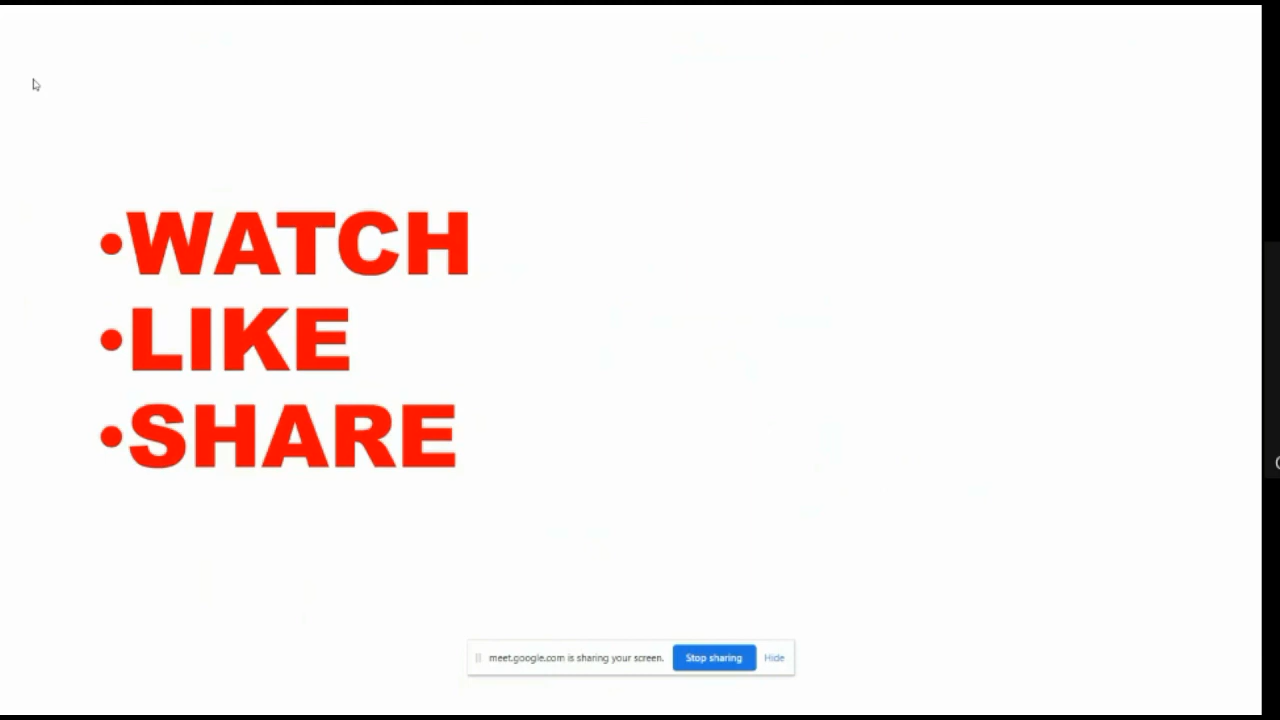 •WATCH
•LIKE
•SHARE
meet.google.com is sharing your screen. Stop sharing Hide